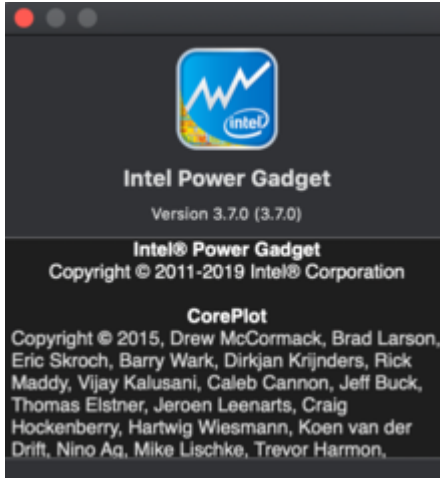 intel
Intel Power Gadget
Version 3.7.0 (3.7.0)
Intel® Power Gadget
Copyright © 2011-2019 Intel® Corporation
CorePlot
Copyright © 2015, Drew McCormack, Brad Larson,
Eric Skroch, Barry Wark, Dirkjan Krijnders, Rick
Maddy, Vijay Kalusani, Caleb Cannon, Jeff Buck,
Thomas Elstner, Jeroen Leenarts, Craig
Hockenberry, Hartwig Wiesmann, Koen van der
Drift, Nino Ag, Mike Lischke, Trevor Harmon,